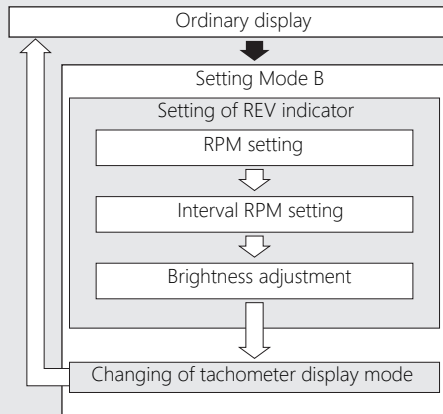 Ordinary display
Setting Mode B
Setting of REV indicator
RPM setting
Interval RPM setting
Brightness adjustment
Changing of tachometer display mode